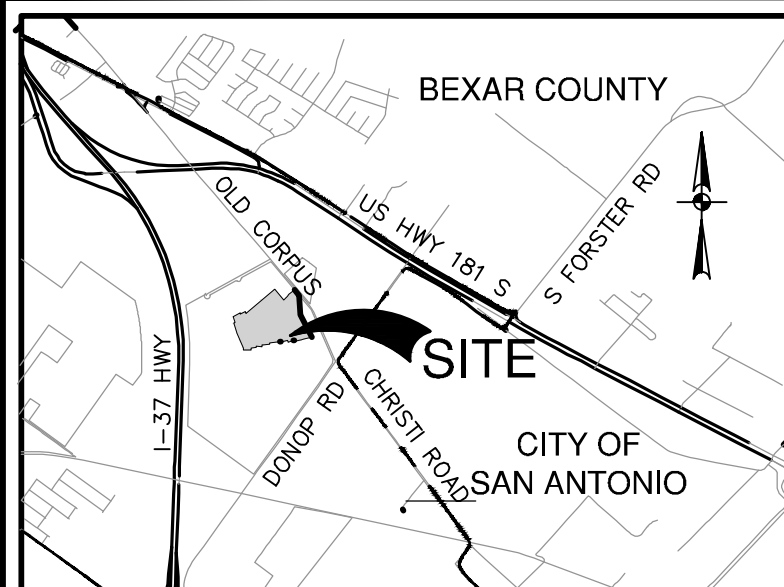 BEXAR COUNTY
US HWY 181 S
S FORSTER RD
OLD CORPUS
CHRISTI ROAD
SITE
I-37 HWY
DONOP RD
CITY OF
SAN ANTONIO